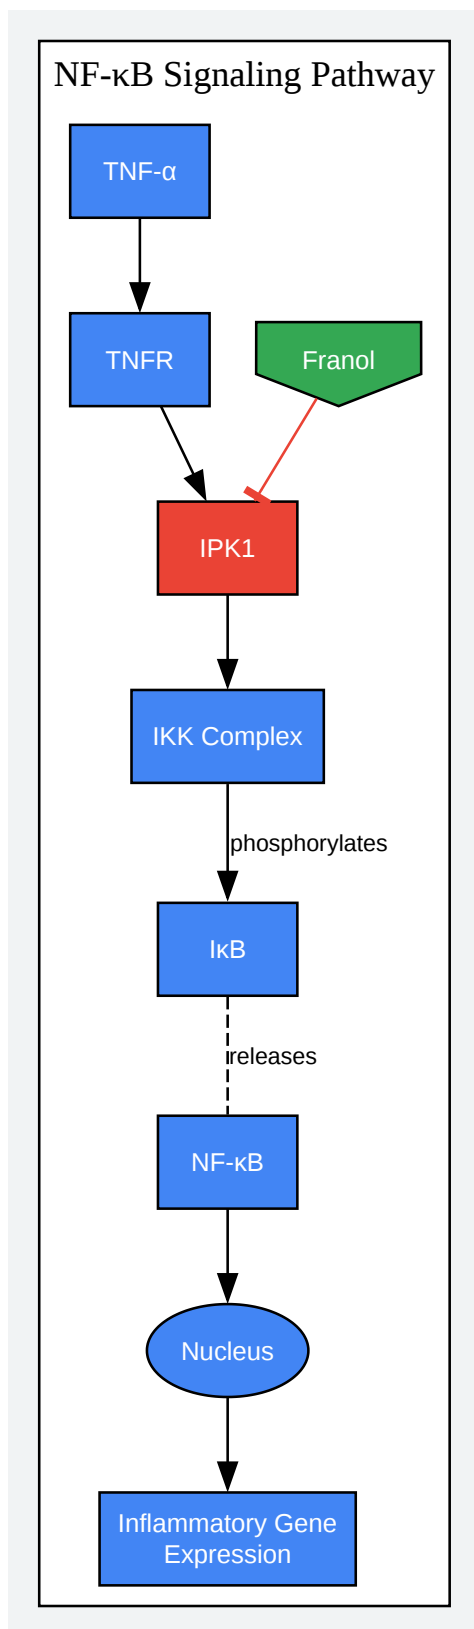 NF-κB Signaling Pathway
TNF-α
TNFR
Franol
IPK1
IKK Complex
phosphorylates
IκB
releases
NF-κB
Nucleus
Inflammatory Gene
Expression